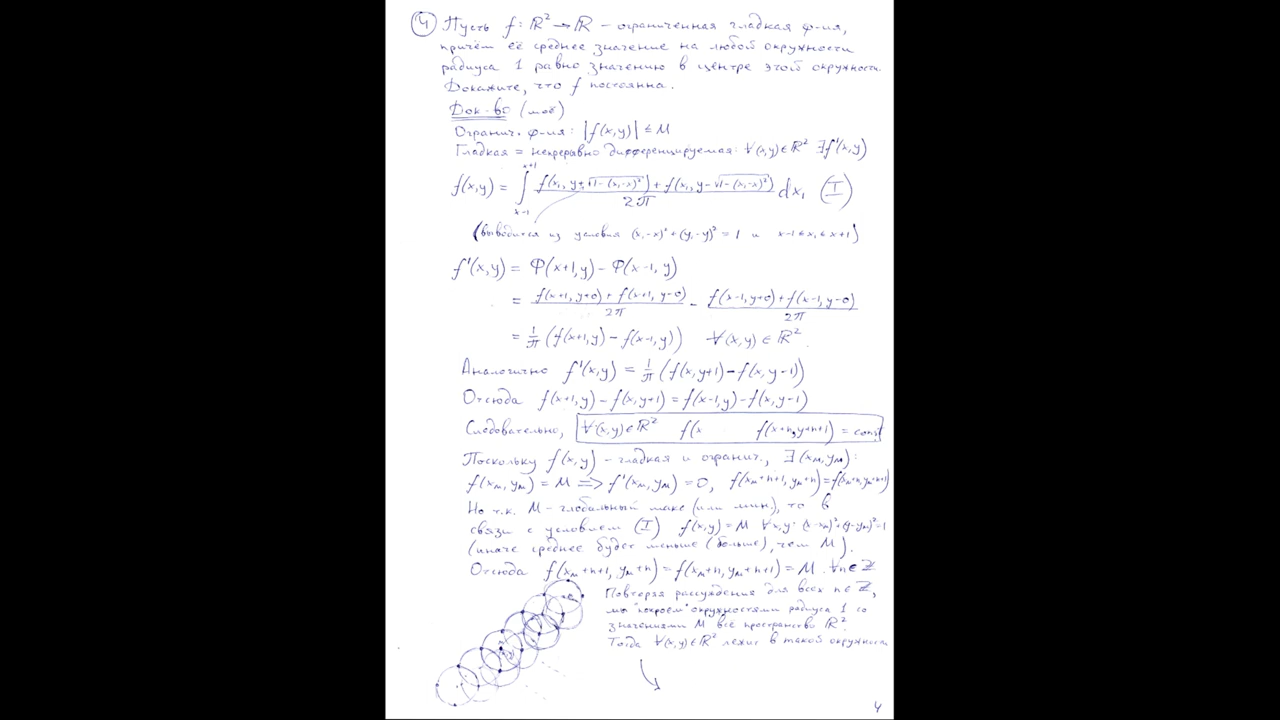 4 Пусть f: ℝ² → ℝ – ограниченная гладкая ф-ия,
причём её среднее значение на любой окружности
радиуса 1 равно значению в центре этой окружности.
Докажите, что f постоянна.
Док-во (моё)
Огранич. ф-ия: |f(x,y)| ≤ M
Гладкая = непрерывно дифференцируемая: ∀(x,y)∈ℝ² ∃f'(x,y)
f(x,y) = ∫_{x-1}^{x+1} (f(x₁, y+√(1-(x₁-x)²)) + f(x₁, y-√(1-(x₁-x)²)))/2π dx₁ (I)
(выводится из условия (x₁-x)²+(y₁-y)²=1 и x-1≤x₁≤x+1)
f'(x,y) = Φ(x+1,y) – Φ(x-1,y)
= (f(x+1,y+0)+f(x+1,y-0))/2π – (f(x-1,y+0)+f(x-1,y-0))/2π
= 1/π (f(x+1,y) – f(x-1,y)) ∀(x,y)∈ℝ².
Аналогично f'(x,y) = 1/π (f(x,y+1) – f(x,y-1))
Отсюда f(x+1,y) – f(x,y+1) = f(x-1,y) – f(x,y-1)
Следовательно, ∀(x,y)∈ℝ² f(x f(x+n,y+n+1) = const
Поскольку f(x,y) – гладкая и огранич., ∃(x_M,y_M):
f(x_M,y_M) = M ⟹ f'(x_M,y_M)=0, f(x_M+n+1,y_M+n)=f(x_M+n,y_M+n+1)
Но т.к. M – глобальный макс (или мин), то в
связи с условием (I) f(x,y)=M ∀x,y: (x-x_M)²+(y-y_M)²=1
(иначе среднее будет меньше (больше), чем M).
Отсюда f(x_M+n+1, y_M+n) = f(x_M+n, y_M+n+1) = M ∀n∈ℤ
Повторяя рассуждения для всех n∈ℤ,
мы "покроем" окружностями радиуса 1 со
значениями M всё пространство ℝ².
Тогда ∀(x,y)∈ℝ² лежит в такой окружности
4